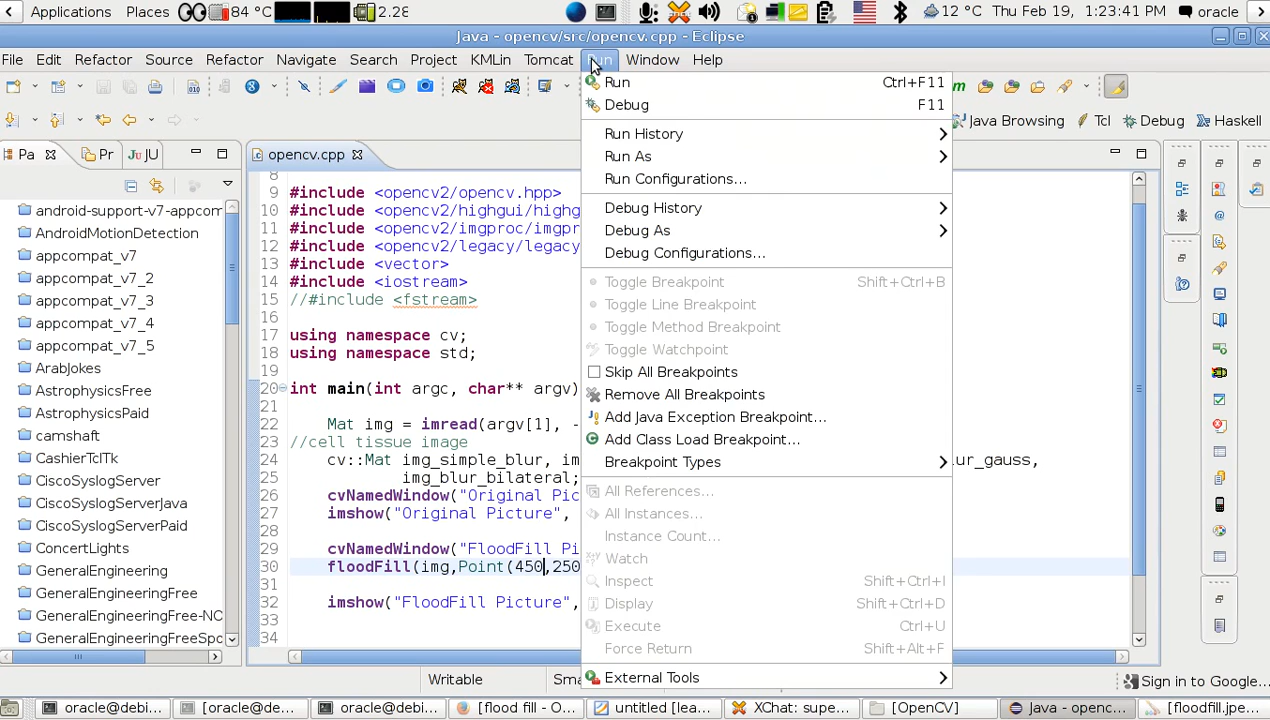 Applications Places 84 °C 2.28 12 °C Thu Feb 19, 1:23:41 PM oracle
Java - opencv/src/opencv.cpp - Eclipse
File Edit Refactor Source Refactor Navigate Search Project KMLin Tomcat Run Window Help
Run Ctrl+F11
Debug F11
Run History
Run As
Run Configurations...
Debug History
Debug As
Debug Configurations...
Toggle Breakpoint Shift+Ctrl+B
Toggle Line Breakpoint
Toggle Method Breakpoint
Toggle Watchpoint
Skip All Breakpoints
Remove All Breakpoints
Add Java Exception Breakpoint...
Add Class Load Breakpoint...
Breakpoint Types
All References...
All Instances...
Instance Count...
Watch
Inspect Shift+Ctrl+I
Display Shift+Ctrl+D
Execute Ctrl+U
Force Return Shift+Alt+F
External Tools
Java Browsing Tcl Debug Haskell
Pa Pr JU
android-support-v7-appcom
AndroidMotionDetection
appcompat_v7
appcompat_v7_2
appcompat_v7_3
appcompat_v7_4
appcompat_v7_5
ArabJokes
AstrophysicsFree
AstrophysicsPaid
camshaft
CashierTclTk
CiscoSyslogServer
CiscoSyslogServerJava
CiscoSyslogServerPaid
ConcertLights
GeneralEngineering
GeneralEngineeringFree
GeneralEngineeringFree-NO
GeneralEngineeringFreeSpo
opencv.cpp
8
9 #include <opencv2/opencv.hpp>
10 #include <opencv2/highgui/highg
11 #include <opencv2/imgproc/imgpr
12 #include <opencv2/legacy/legacy
13 #include <vector>
14 #include <iostream>
15 //#include <fstream>
16
17 using namespace cv;
18 using namespace std;
19
20 int main(int argc, char** argv)
21
22 Mat img = imread(argv[1], -
23 //cell tissue image
24 cv::Mat img_simple_blur, im ur_gauss,
25 img_blur_bilateral;
26 cvNamedWindow("Original Pict
27 imshow("Original Picture",
28
29 cvNamedWindow("FloodFill Pi
30 floodFill(img,Point(450,250
31
32 imshow("FloodFill Picture",
33
34
Writable Sma Sign in to Google...
oracle@debi... [oracle@deb... oracle@debi... [flood fill - O... untitled [lea... XChat: supe... [OpenCV] Java - openc... [floodfill.jpe...